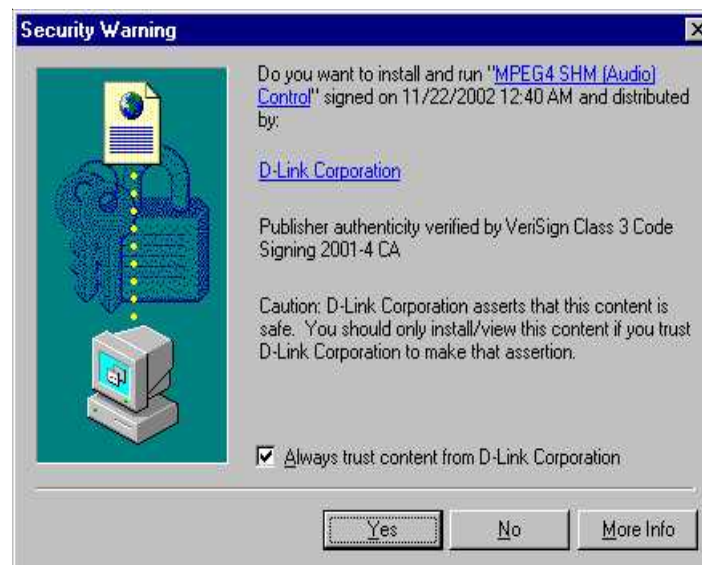 Security Warning
Do you want to install and run "MPEG4 SHM (Audio)
Control" signed on 11/22/2002 12:40 AM and distributed
by:
D-Link Corporation
Publisher authenticity verified by VeriSign Class 3 Code
Signing 2001-4 CA
Caution: D-Link Corporation asserts that this content is
safe. You should only install/view this content if you trust
D-Link Corporation to make that assertion.
Always trust content from D-Link Corporation
Yes No More Info